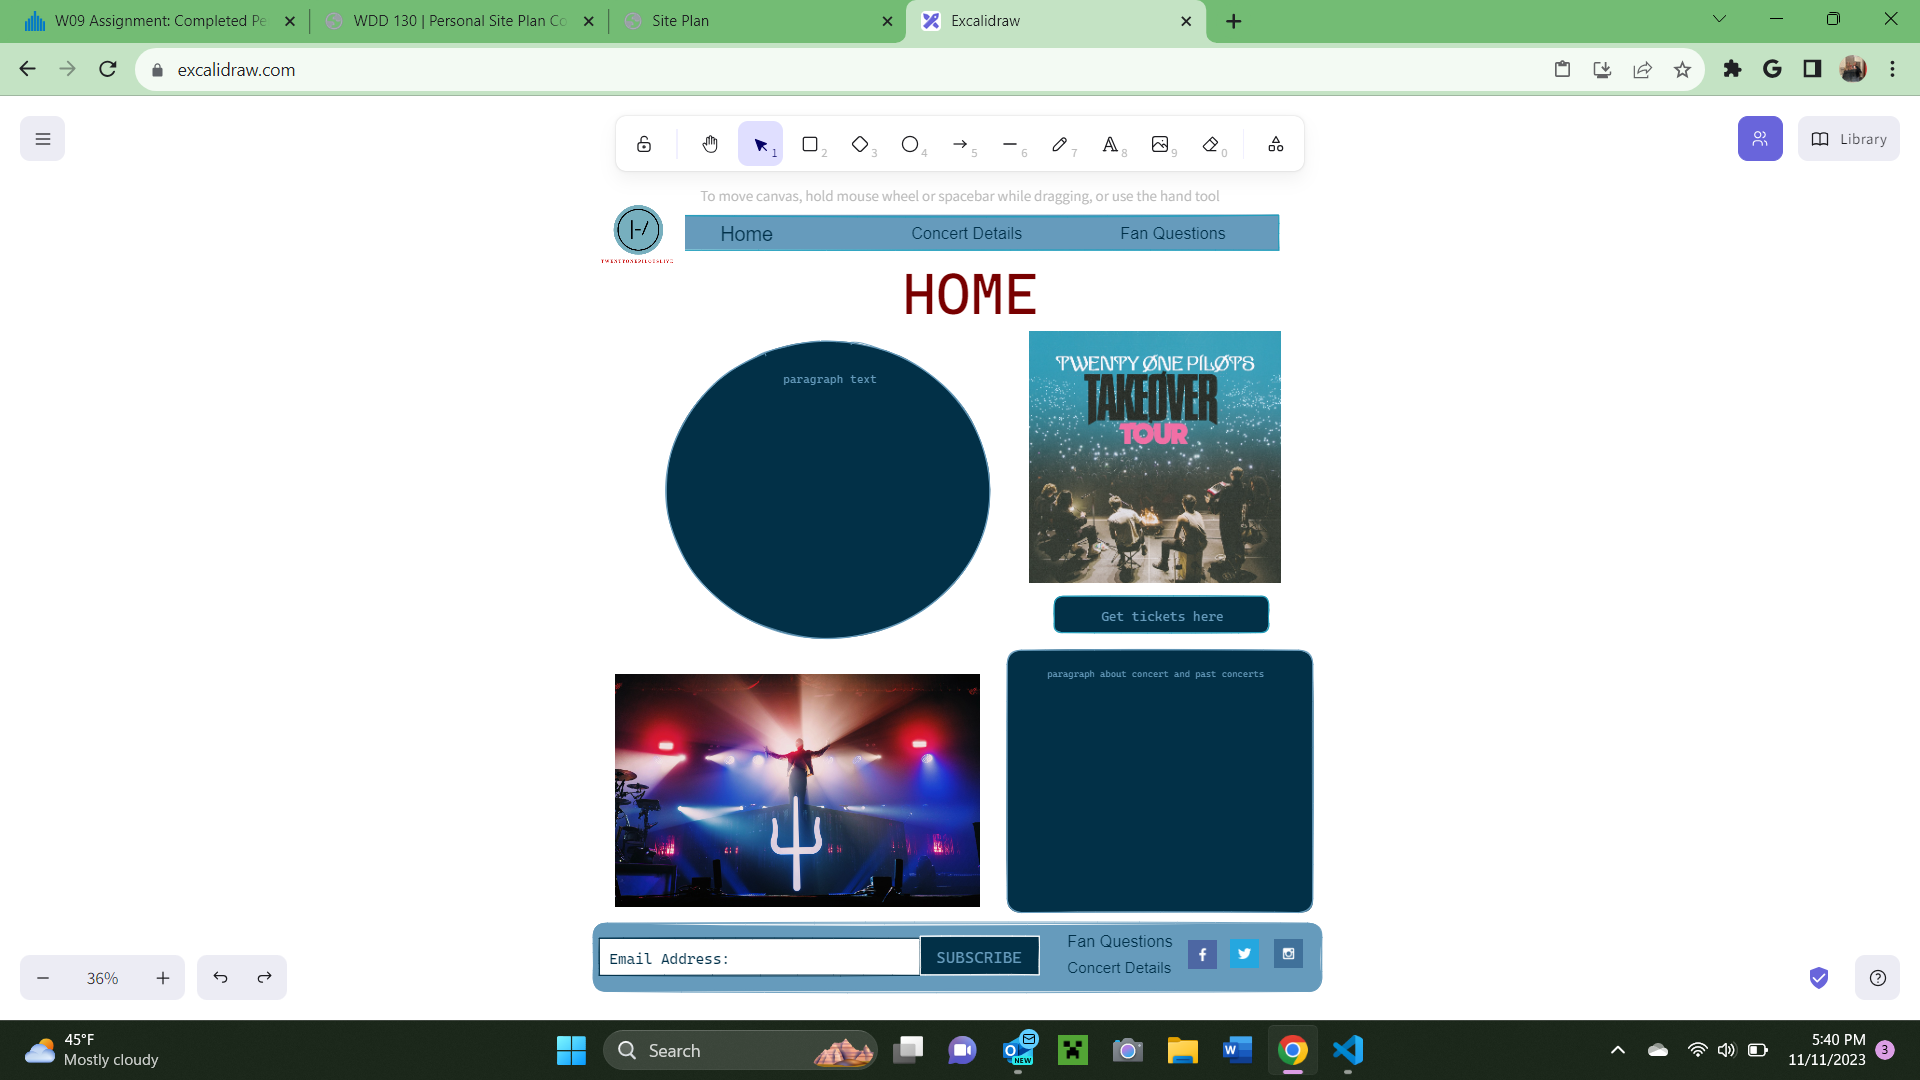 W09 Assignment: Completed Pe
WDD 130 | Personal Site Plan Co
Site Plan
Excalidraw
excalidraw.com
1
2
3
4
5
6
7
8
9
0
Library
To move canvas, hold mouse wheel or spacebar while dragging, or use the hand tool
|-/
TWENTYONEPILOTSLIVE
Home
Concert Details
Fan Questions
HOME
paragraph text
TWENTY ØNE PILØTS
TAKEØVER
TOUR
Get tickets here
paragraph about concert and past concerts
Email Address:
SUBSCRIBE
Fan Questions
Concert Details
36%
45°F
Mostly cloudy
Search
NEW
5:40 PM
11/11/2023
3